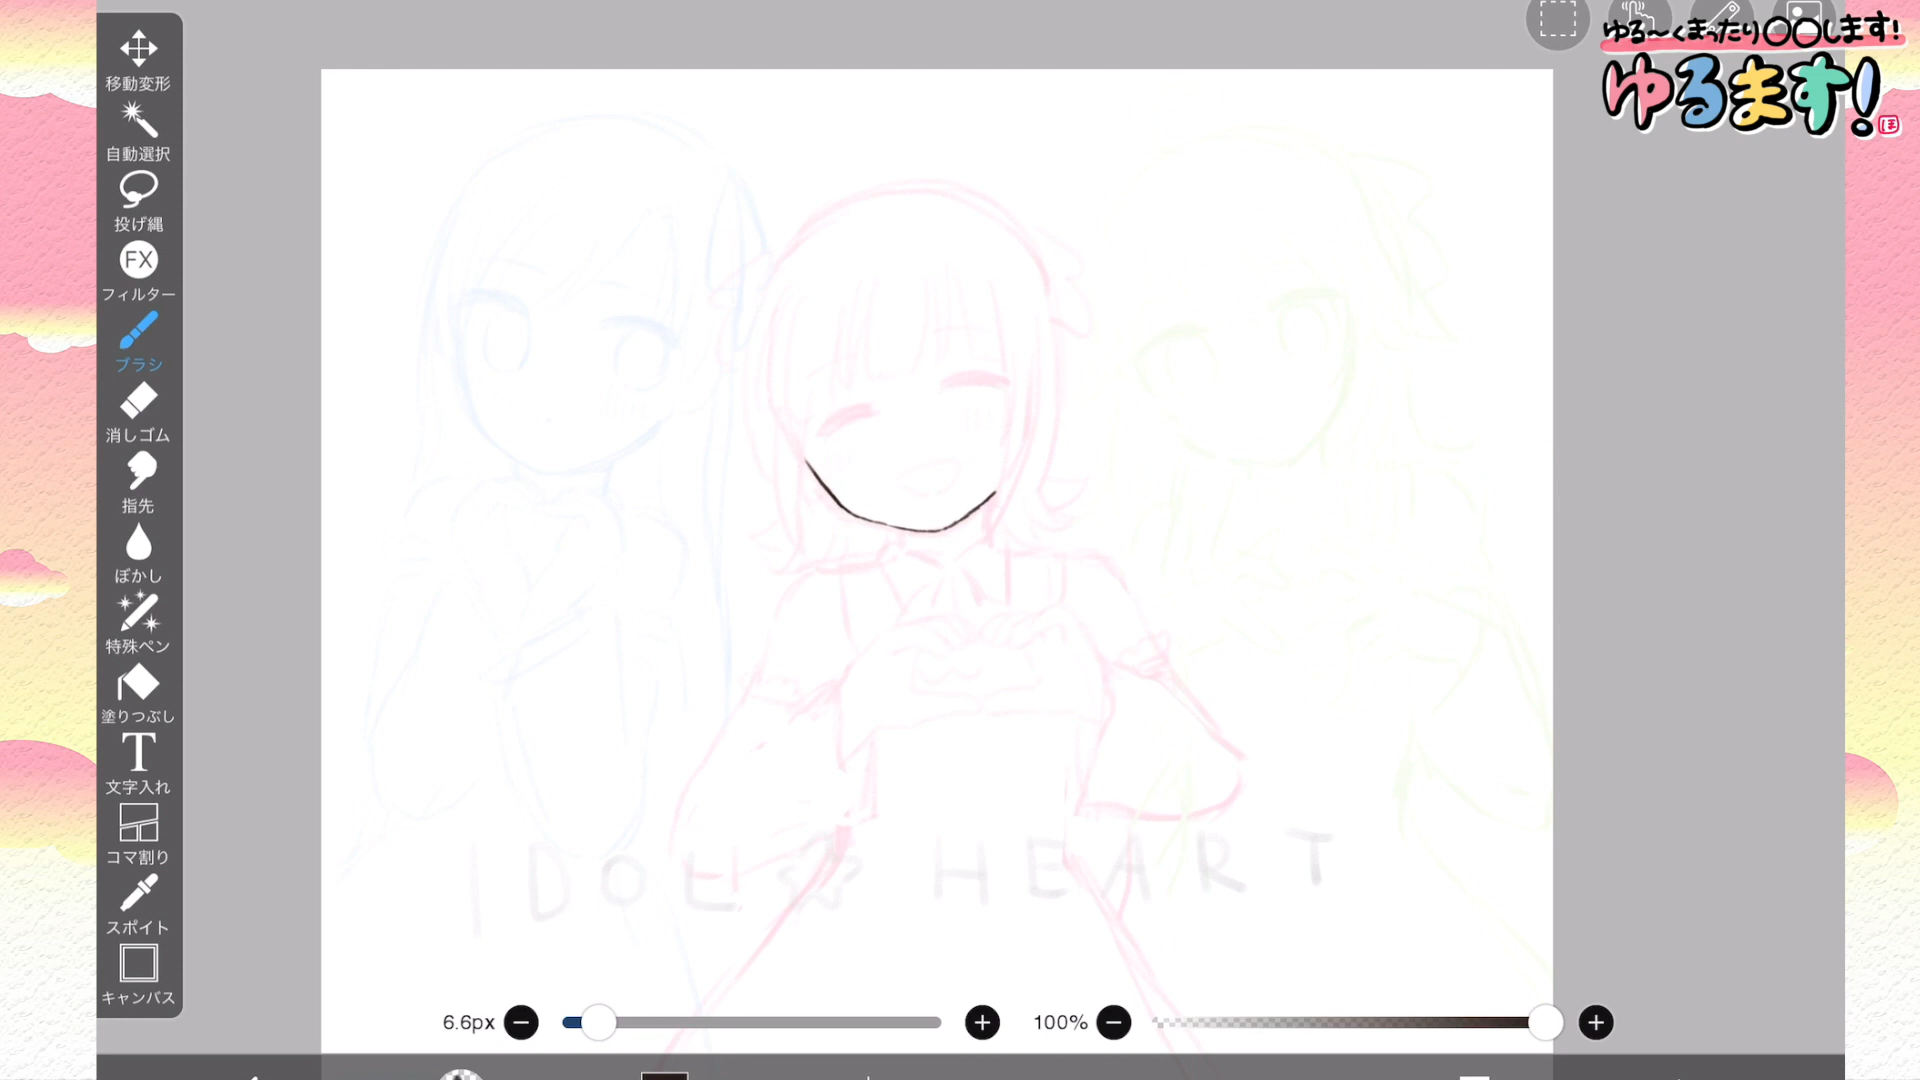 ゆる〜くまったり〇〇します!
ゆるます!
ほ
移動変形
自動選択
投げ縄
FX
フィルター
ブラシ
消しゴム
指先
ぼかし
特殊ペン
塗りつぶし
T
文字入れ
コマ割り
スポイト
キャンバス
IDOL☆HEART
6.6px
100%